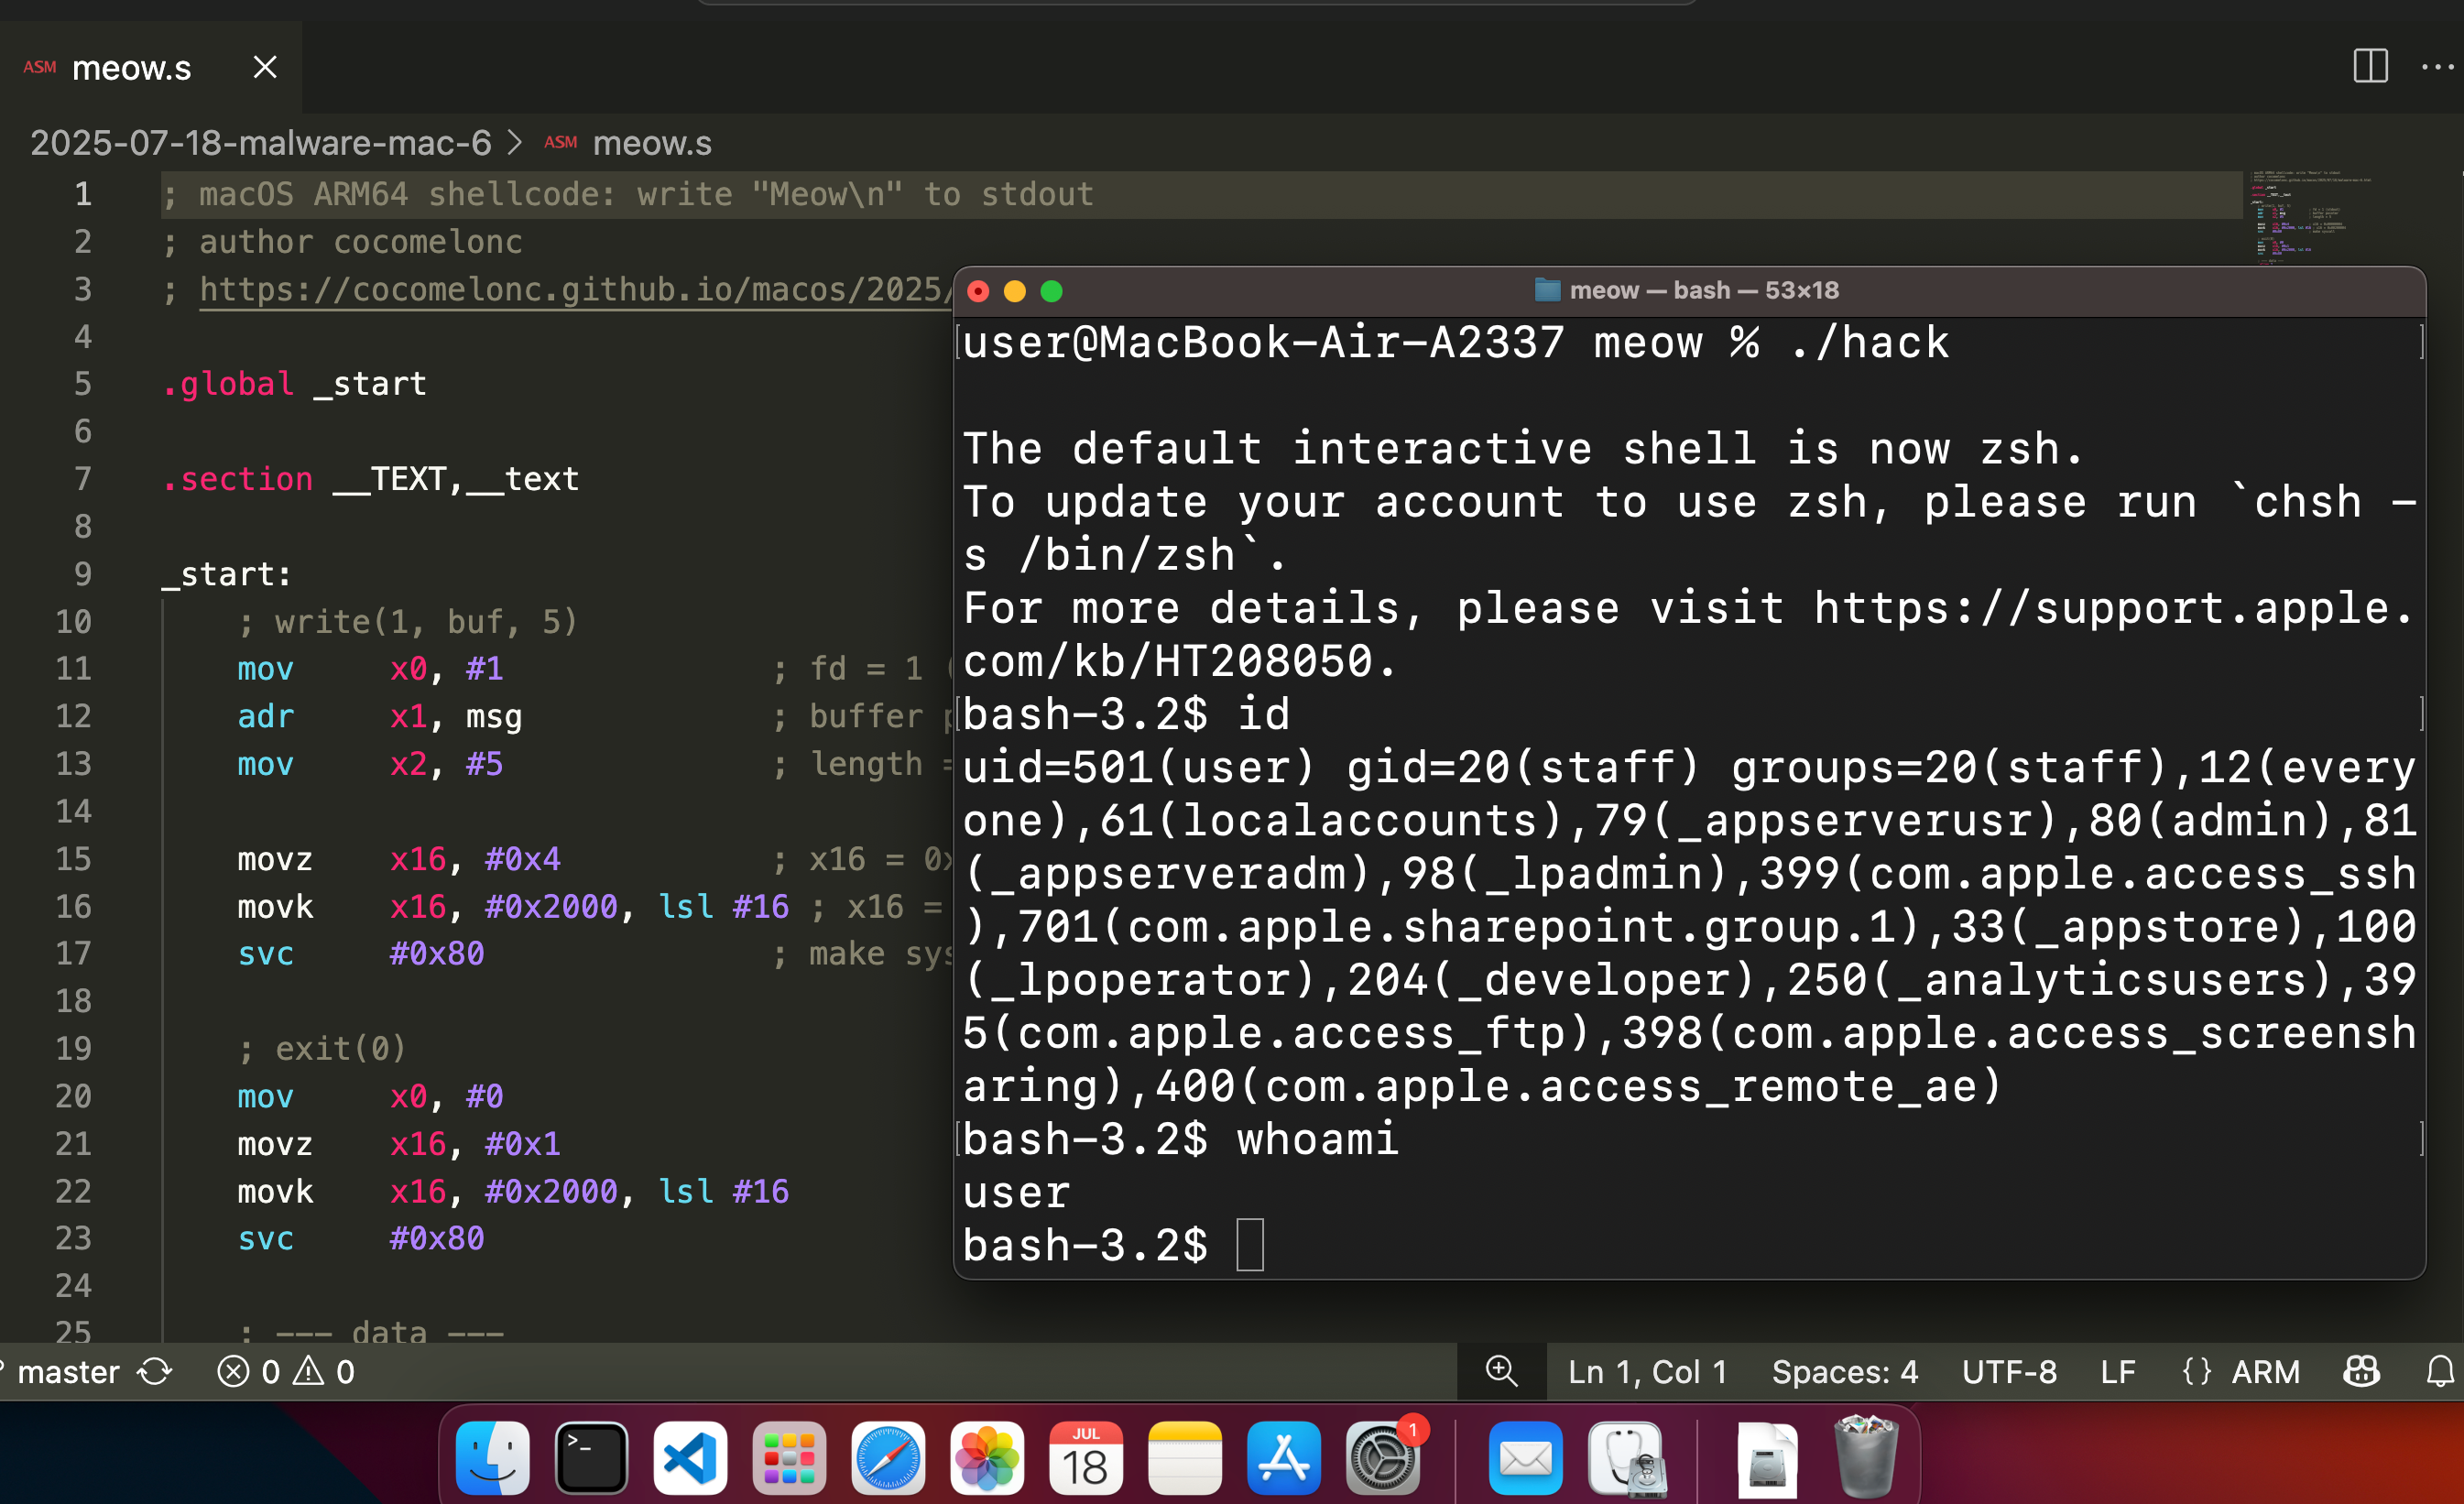 ASM meow.s
2025-07-18-malware-mac-6 > ASM meow.s
1 ; macOS ARM64 shellcode: write "Meow\n" to stdout
2 ; author cocomelonc
3 ; https://cocomelonc.github.io/macos/2025/
4
5 .global _start
6
7 .section __TEXT,__text
8
9 _start:
10 ; write(1, buf, 5)
11 mov x0, #1 ; fd = 1
12 adr x1, msg ; buffer p
13 mov x2, #5 ; length =
14
15 movz x16, #0x4 ; x16 = 0x
16 movk x16, #0x2000, lsl #16 ; x16 =
17 svc #0x80 ; make sys
18
19 ; exit(0)
20 mov x0, #0
21 movz x16, #0x1
22 movk x16, #0x2000, lsl #16
23 svc #0x80
24
25 ; --- data ---
meow — bash — 53×18
user@MacBook-Air-A2337 meow % ./hack
The default interactive shell is now zsh.
To update your account to use zsh, please run `chsh -
s /bin/zsh`.
For more details, please visit https://support.apple.
com/kb/HT208050.
bash-3.2$ id
uid=501(user) gid=20(staff) groups=20(staff),12(every
one),61(localaccounts),79(_appserverusr),80(admin),81
(_appserveradm),98(_lpadmin),399(com.apple.access_ssh
),701(com.apple.sharepoint.group.1),33(_appstore),100
(_lpoperator),204(_developer),250(_analyticsusers),39
5(com.apple.access_ftp),398(com.apple.access_screensh
aring),400(com.apple.access_remote_ae)
bash-3.2$ whoami
user
bash-3.2$
master 0 0 Ln 1, Col 1 Spaces: 4 UTF-8 LF {} ARM
>_
JUL
18
1